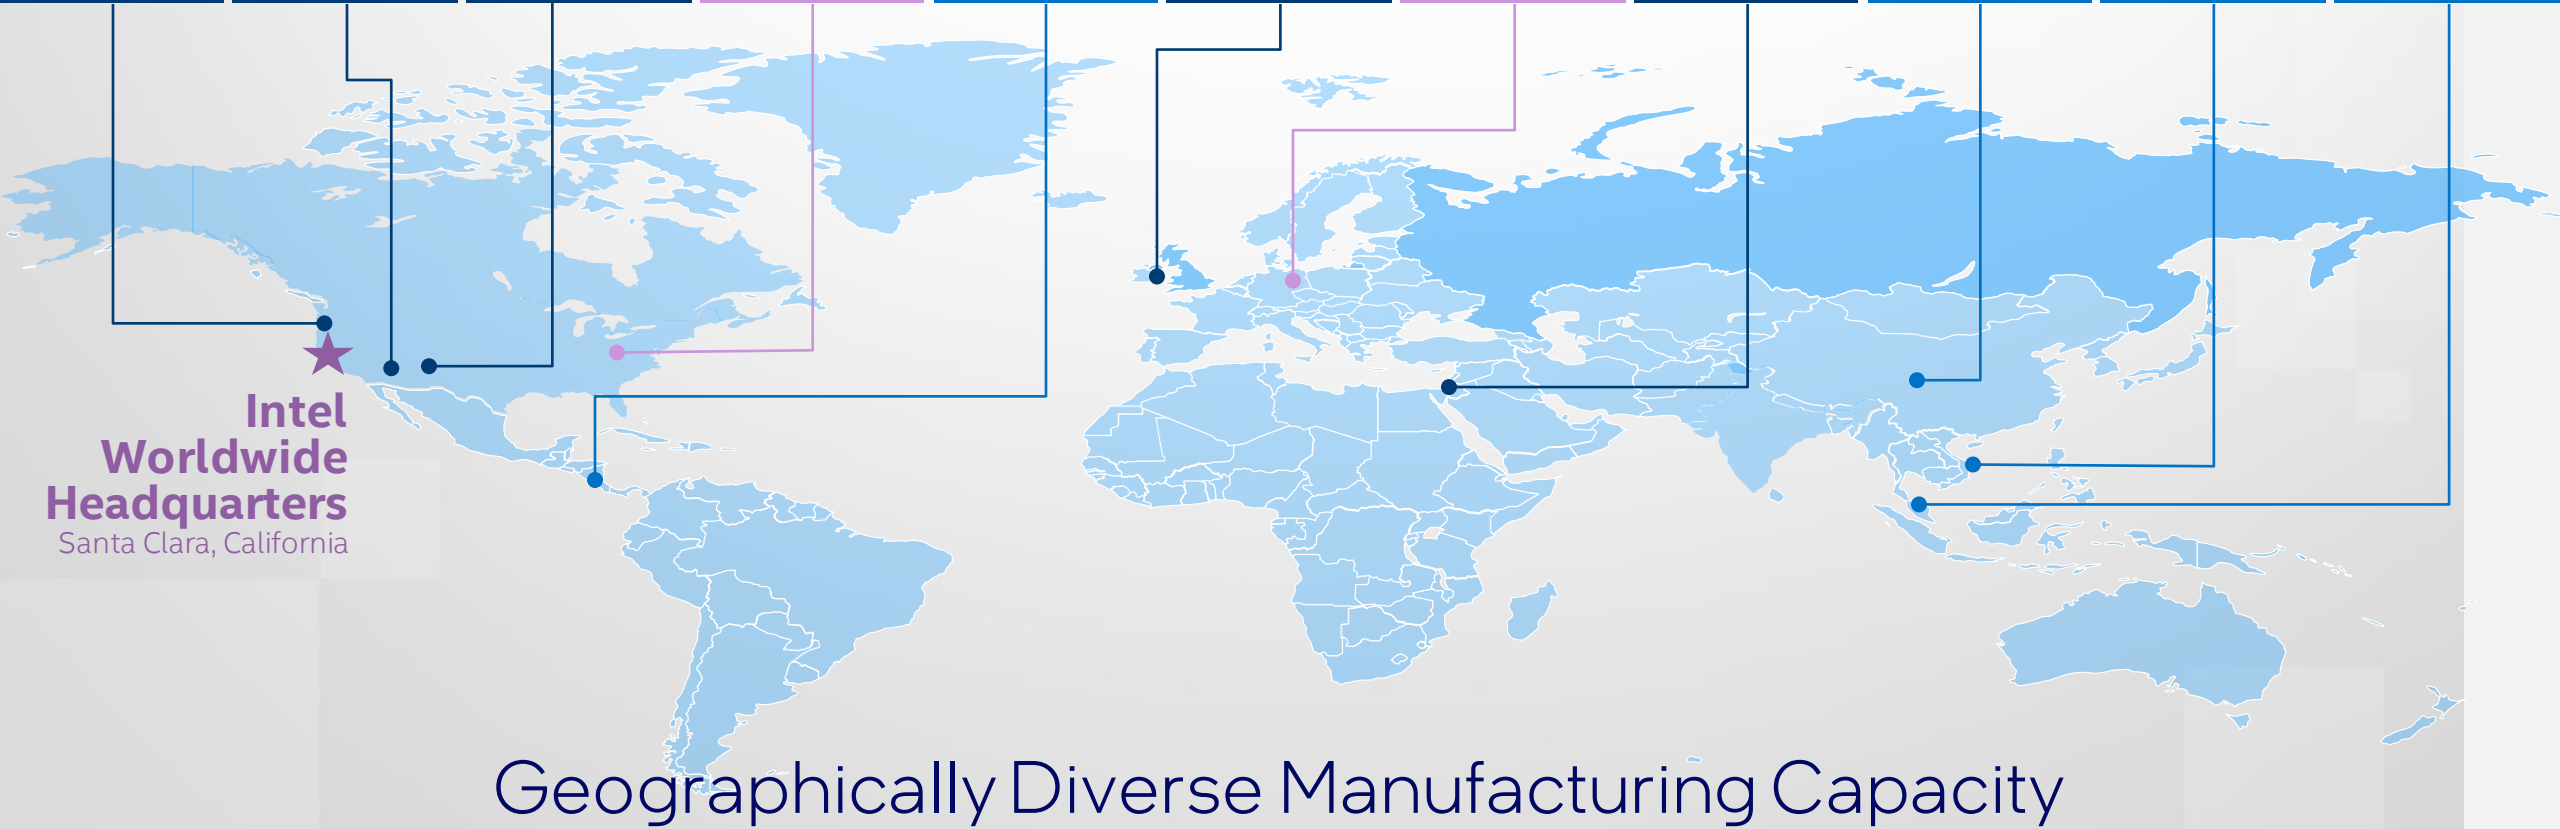 Intel
Worldwide
Headquarters
Santa Clara, California
Geographically Diverse Manufacturing Capacity